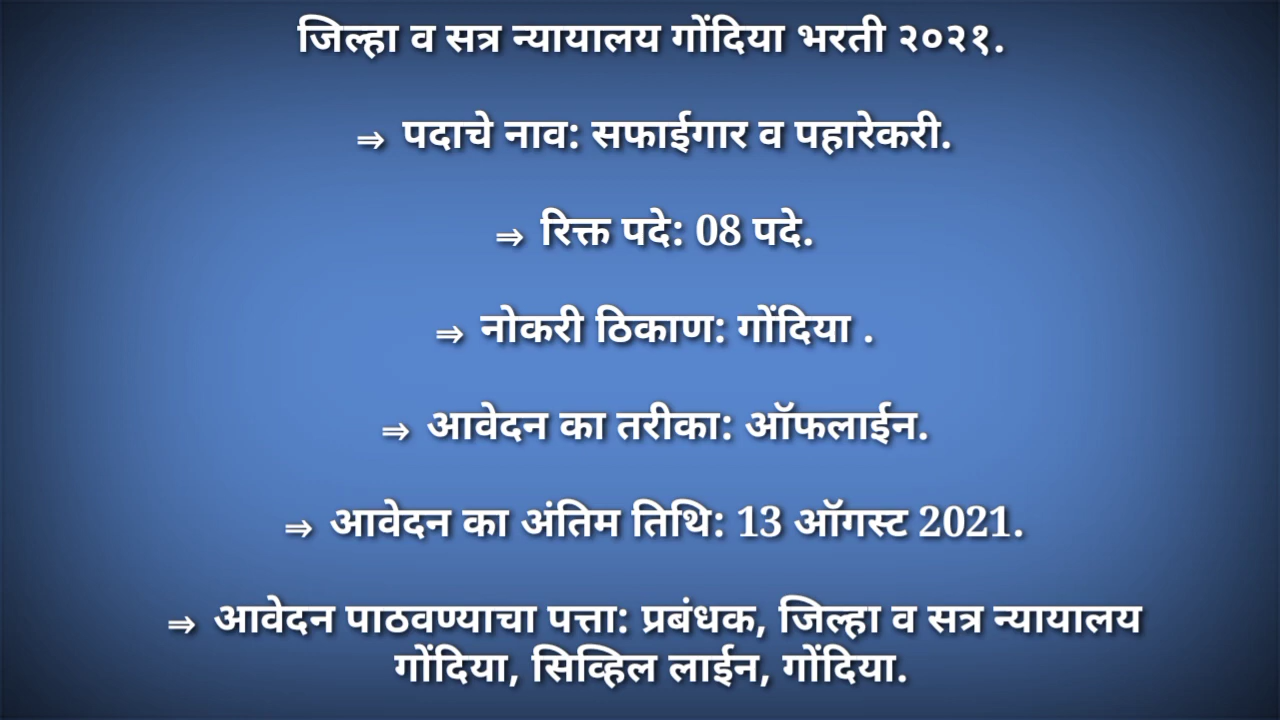 जिल्हा व सत्र न्यायालय गोंदिया भरती २०२१.
⇒ पदाचे नाव: सफाईगार व पहारेकरी.
⇒ रिक्त पदे: 08 पदे.
⇒ नोकरी ठिकाण: गोंदिया .
⇒ आवेदन का तरीका: ऑफलाईन.
⇒ आवेदन का अंतिम तिथि: 13 ऑगस्ट 2021.
⇒ आवेदन पाठवण्याचा पत्ता: प्रबंधक, जिल्हा व सत्र न्यायालय
गोंदिया, सिव्हिल लाईन, गोंदिया.